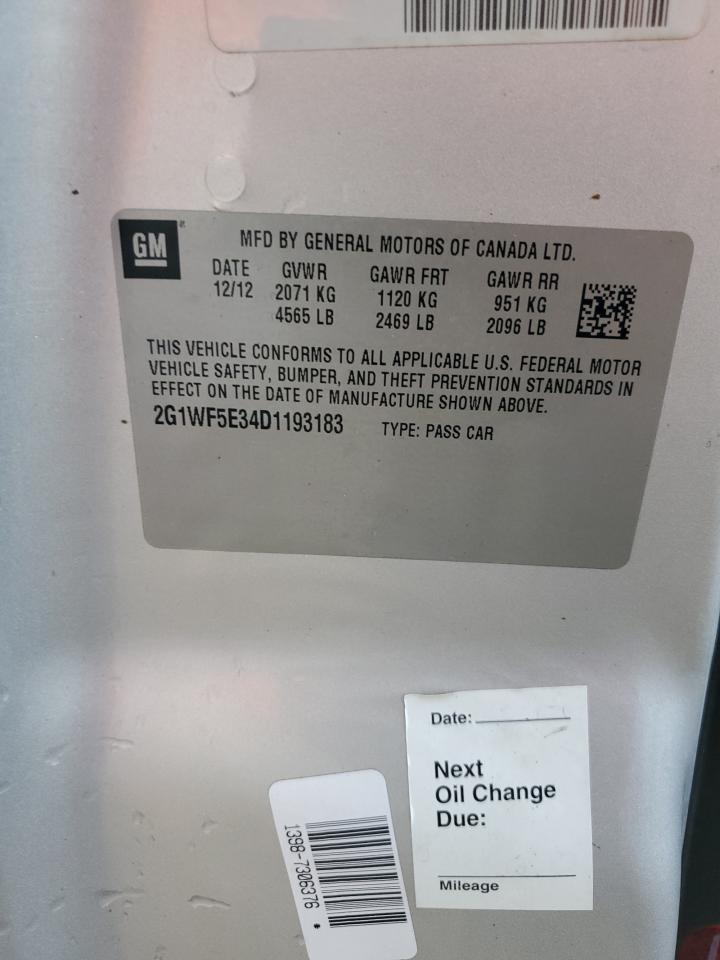 GM
MFD BY GENERAL MOTORS OF CANADA LTD.
DATE GVWR GAWR FRT GAWR RR
12/12 2071 KG 1120 KG 951 KG
4565 LB 2469 LB 2096 LB
THIS VEHICLE CONFORMS TO ALL APPLICABLE U.S. FEDERAL MOTOR
VEHICLE SAFETY, BUMPER, AND THEFT PREVENTION STANDARDS IN
EFFECT ON THE DATE OF MANUFACTURE SHOWN ABOVE.
2G1WF5E34D1193183 TYPE: PASS CAR
Date:
Next
Oil Change
Due:
Mileage
1398-7306376 *